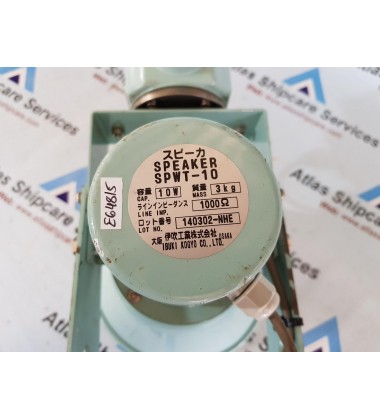 Atlas Shipcare Services
スピーカ
SPEAKER
SPWT-10
容量 10W 質量 3kg
CAP. MASS
ラインインピーダンス 1000Ω
LINE IMP.
ロット番号 140302-NHE
LOT NO.
大阪 伊吹工業株式会社 OSAKA
IBUKI KOGYO CO.,LTD.
E64815
Atlas Shipcare Services